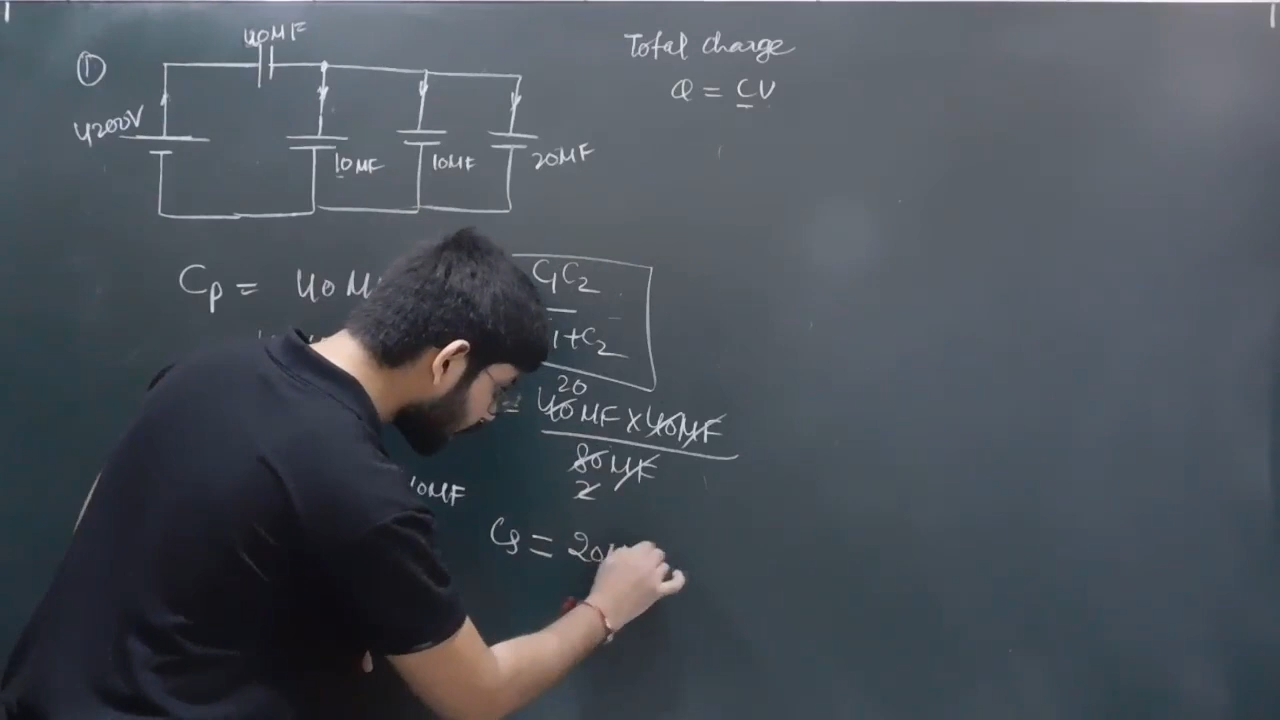 ①
40MF
4200V
10MF
10MF
20MF
Total charge
Q = CV
Cp = 40M
C1C2
1+C2
20
= 40MF x 40MF
80MF
2
10MF
Cs = 20